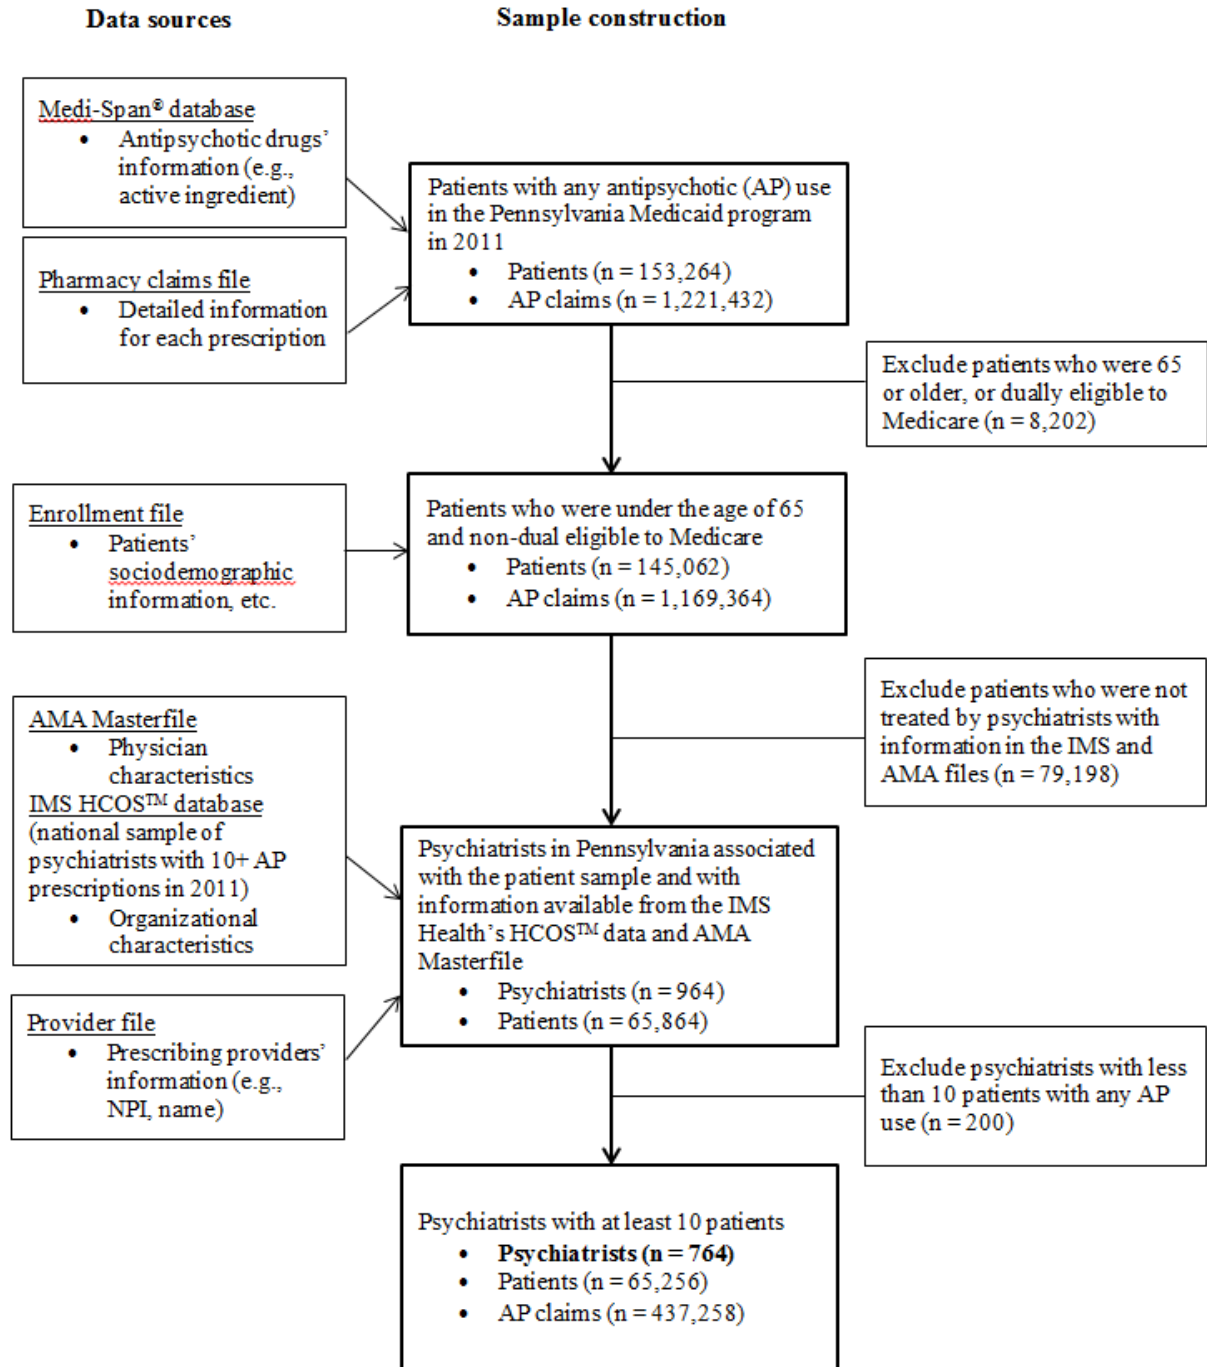 Data sources
Sample construction
Medi-Span® database
• Antipsychotic drugs’
information (e.g.,
active ingredient)
Pharmacy claims file
• Detailed information
for each prescription
Patients with any antipsychotic (AP) use
in the Pennsylvania Medicaid program
in 2011
• Patients (n = 153,264)
• AP claims (n = 1,221,432)
Exclude patients who were 65
or older, or dually eligible to
Medicare (n = 8,202)
Enrollment file
• Patients’
sociodemographic
information, etc.
Patients who were under the age of 65
and non-dual eligible to Medicare
• Patients (n = 145,062)
• AP claims (n = 1,169,364)
Exclude patients who were not
treated by psychiatrists with
information in the IMS and
AMA files (n = 79,198)
AMA Masterfile
• Physician
characteristics
IMS HCOS™ database
(national sample of
psychiatrists with 10+ AP
prescriptions in 2011)
• Organizational
characteristics
Provider file
• Prescribing providers’
information (e.g.,
NPI, name)
Psychiatrists in Pennsylvania associated
with the patient sample and with
information available from the IMS
Health’s HCOS™ data and AMA
Masterfile
• Psychiatrists (n = 964)
• Patients (n = 65,864)
Exclude psychiatrists with less
than 10 patients with any AP
use (n = 200)
Psychiatrists with at least 10 patients
• Psychiatrists (n = 764)
• Patients (n = 65,256)
• AP claims (n = 437,258)